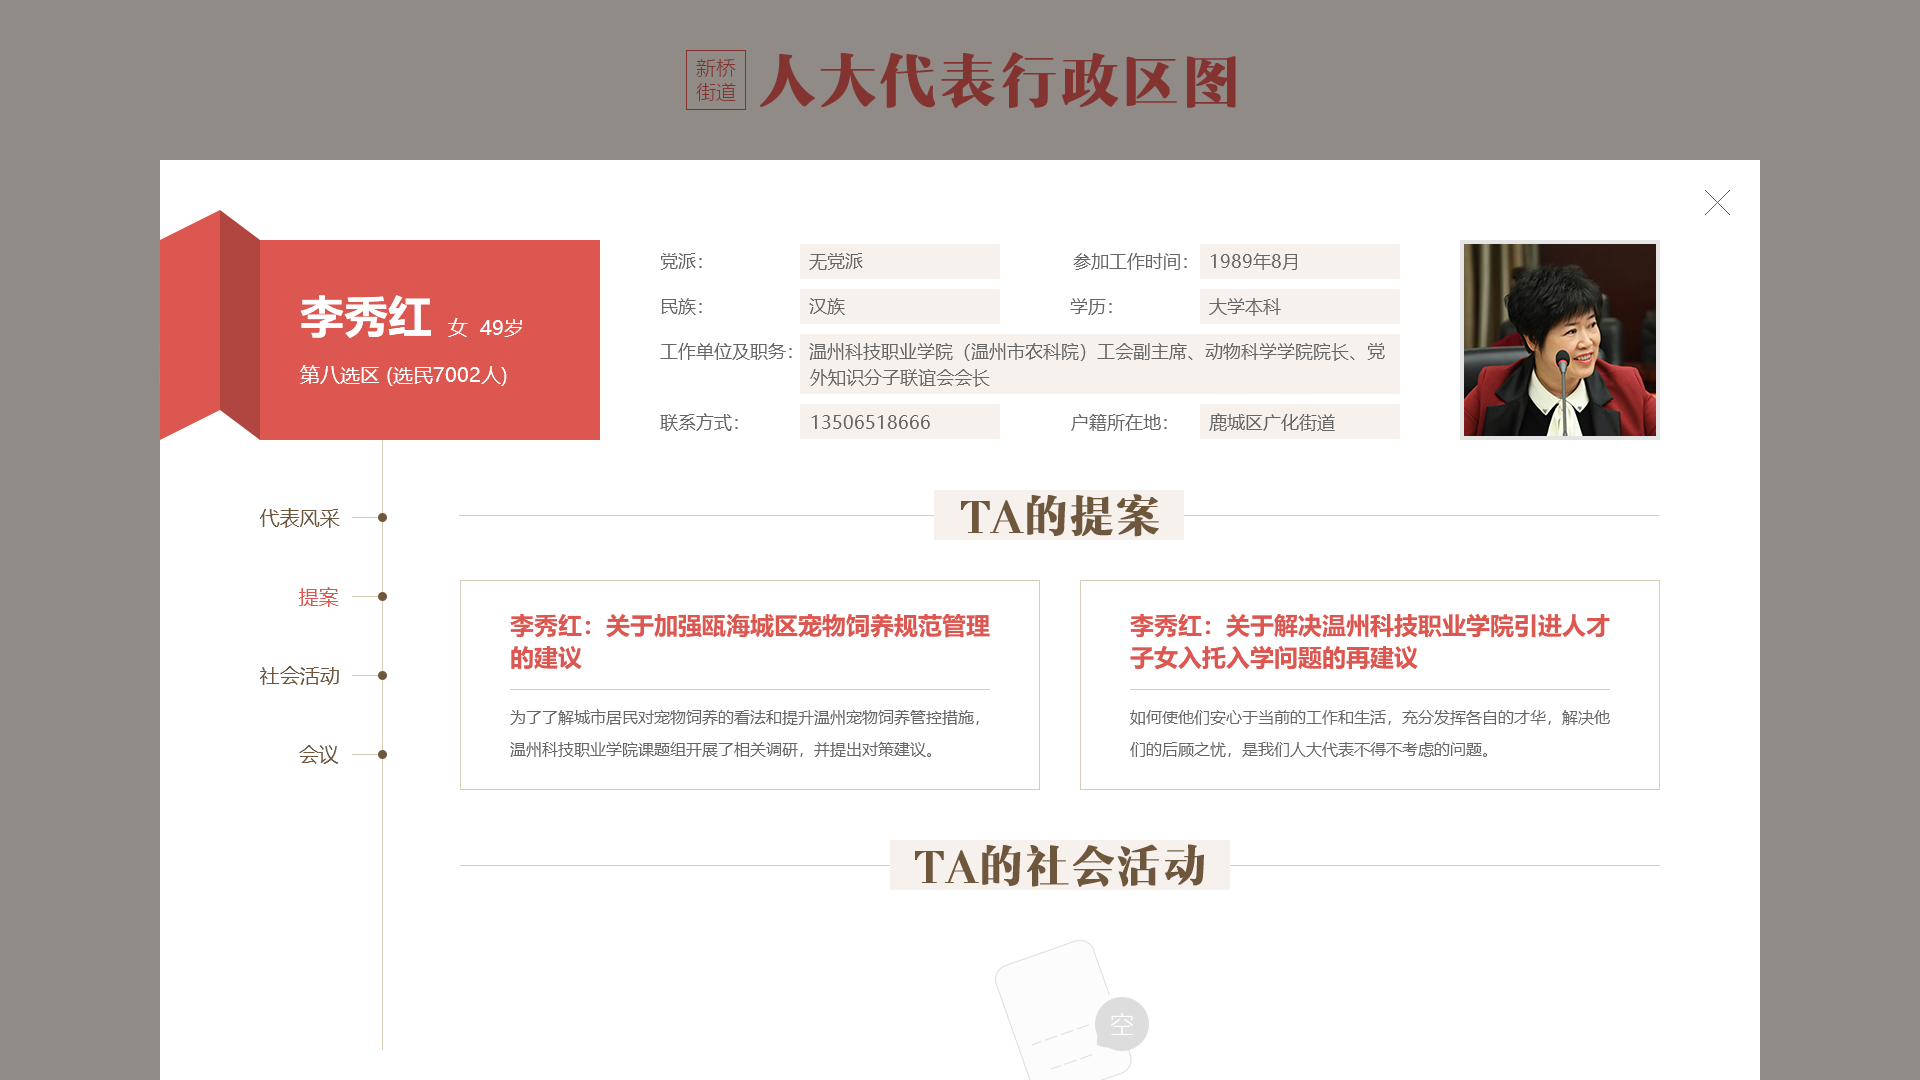 新桥
街道
人大代表行政区图
李秀红 女 49岁
第八选区 (选民7002人)
党派： 无党派
参加工作时间： 1989年8月
民族： 汉族
学历： 大学本科
工作单位及职务： 温州科技职业学院（温州市农科院）工会副主席、动物科学学院院长、党
外知识分子联谊会会长
联系方式： 13506518666
户籍所在地： 鹿城区广化街道
代表风采
提案
社会活动
会议
TA的提案
李秀红：关于加强瓯海城区宠物饲养规范管理
的建议
为了了解城市居民对宠物饲养的看法和提升温州宠物饲养管控措施，
温州科技职业学院课题组开展了相关调研，并提出对策建议。
李秀红：关于解决温州科技职业学院引进人才
子女入托入学问题的再建议
如何使他们安心于当前的工作和生活，充分发挥各自的才华，解决他
们的后顾之忧，是我们人大代表不得不考虑的问题。
TA的社会活动
空